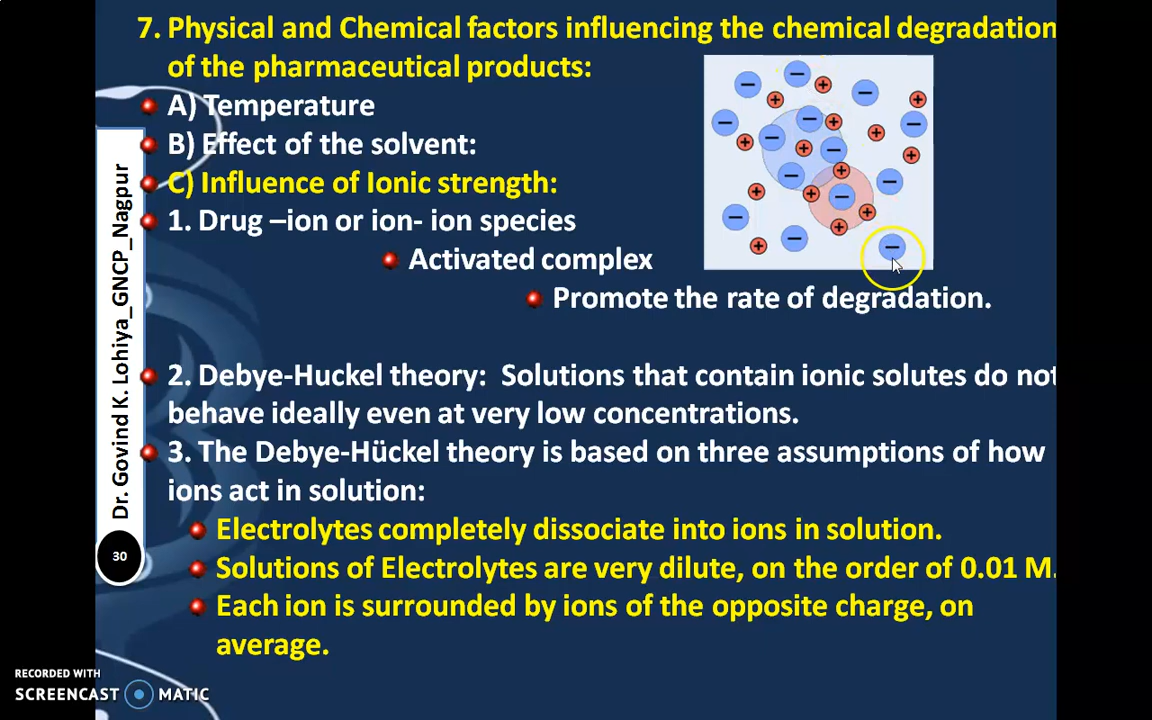 7. Physical and Chemical factors influencing the chemical degradation
of the pharmaceutical products:
A) Temperature
B) Effect of the solvent:
C) Influence of Ionic strength:
1. Drug –ion or ion- ion species
Activated complex
Promote the rate of degradation.
2. Debye-Huckel theory: Solutions that contain ionic solutes do not
behave ideally even at very low concentrations.
3. The Debye-Hückel theory is based on three assumptions of how
ions act in solution:
Electrolytes completely dissociate into ions in solution.
Solutions of Electrolytes are very dilute, on the order of 0.01 M.
Each ion is surrounded by ions of the opposite charge, on
average.
Dr. Govind K. Lohiya_GNCP_Nagpur
30
RECORDED WITH
SCREENCAST MATIC